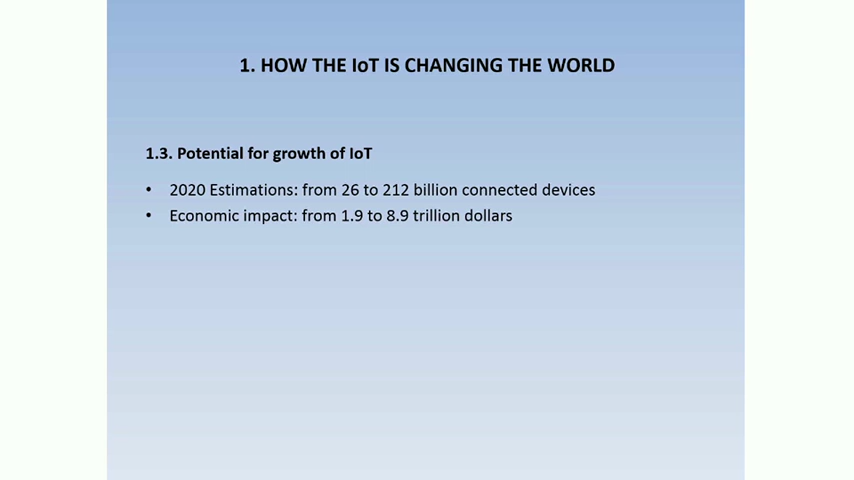 1. HOW THE IoT IS CHANGING THE WORLD
1.3. Potential for growth of IoT
• 2020 Estimations: from 26 to 212 billion connected devices
• Economic impact: from 1.9 to 8.9 trillion dollars